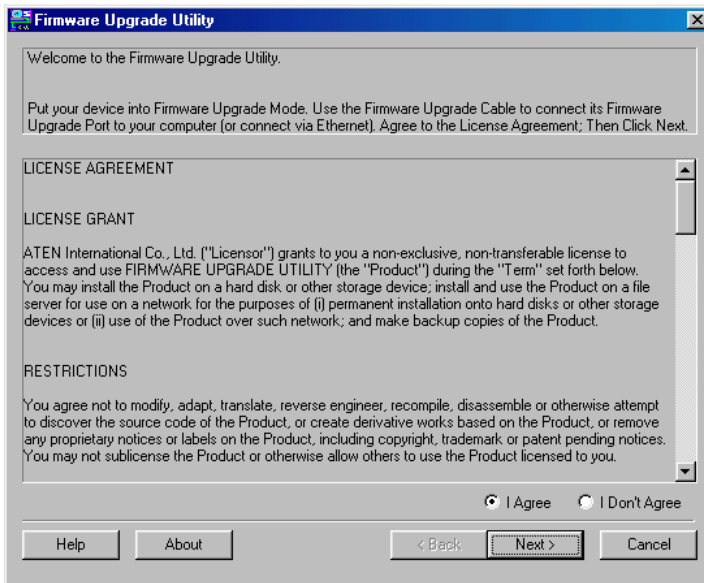 Firmware Upgrade Utility
Welcome to the Firmware Upgrade Utility.
Put your device into Firmware Upgrade Mode. Use the Firmware Upgrade Cable to connect its Firmware
Upgrade Port to your computer (or connect via Ethernet). Agree to the License Agreement; Then Click Next.
LICENSE AGREEMENT
LICENSE GRANT
ATEN International Co., Ltd. ("Licensor") grants to you a non-exclusive, non-transferable license to
access and use FIRMWARE UPGRADE UTILITY (the "Product") during the "Term" set forth below.
You may install the Product on a hard disk or other storage device; install and use the Product on a file
server for use on a network for the purposes of (i) permanent installation onto hard disks or other storage
devices or (ii) use of the Product over such network; and make backup copies of the Product.
RESTRICTIONS
You agree not to modify, adapt, translate, reverse engineer, recompile, disassemble or otherwise attempt
to discover the source code of the Product, or create derivative works based on the Product, or remove
any proprietary notices or labels on the Product, including copyright, trademark or patent pending notices.
You may not sublicense the Product or otherwise allow others to use the Product licensed to you.
I Agree I Don't Agree
Help About < Back Next > Cancel